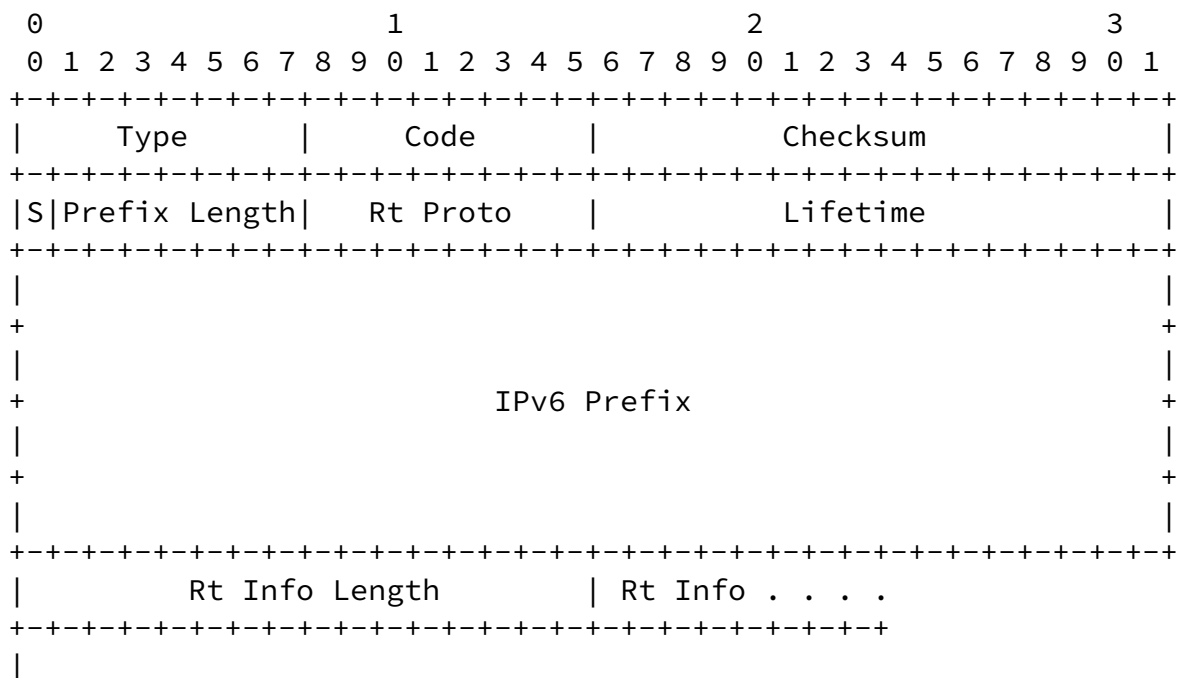 0                   1                   2                   3
 0 1 2 3 4 5 6 7 8 9 0 1 2 3 4 5 6 7 8 9 0 1 2 3 4 5 6 7 8 9 0 1
+-+-+-+-+-+-+-+-+-+-+-+-+-+-+-+-+-+-+-+-+-+-+-+-+-+-+-+-+-+-+-+-+
|     Type      |     Code      |          Checksum             |
+-+-+-+-+-+-+-+-+-+-+-+-+-+-+-+-+-+-+-+-+-+-+-+-+-+-+-+-+-+-+-+-+
|S|Prefix Length|   Rt Proto    |          Lifetime             |
+-+-+-+-+-+-+-+-+-+-+-+-+-+-+-+-+-+-+-+-+-+-+-+-+-+-+-+-+-+-+-+-+
|                                                               |
+                                                               +
|                                                               |
+                          IPv6 Prefix                          +
|                                                               |
+                                                               +
|                                                               |
+-+-+-+-+-+-+-+-+-+-+-+-+-+-+-+-+-+-+-+-+-+-+-+-+-+-+-+-+-+-+-+-+
|         Rt Info Length        | Rt Info . . . .
+-+-+-+-+-+-+-+-+-+-+-+-+-+-+-+-+-+-+-+-+-+-+-+-+
|